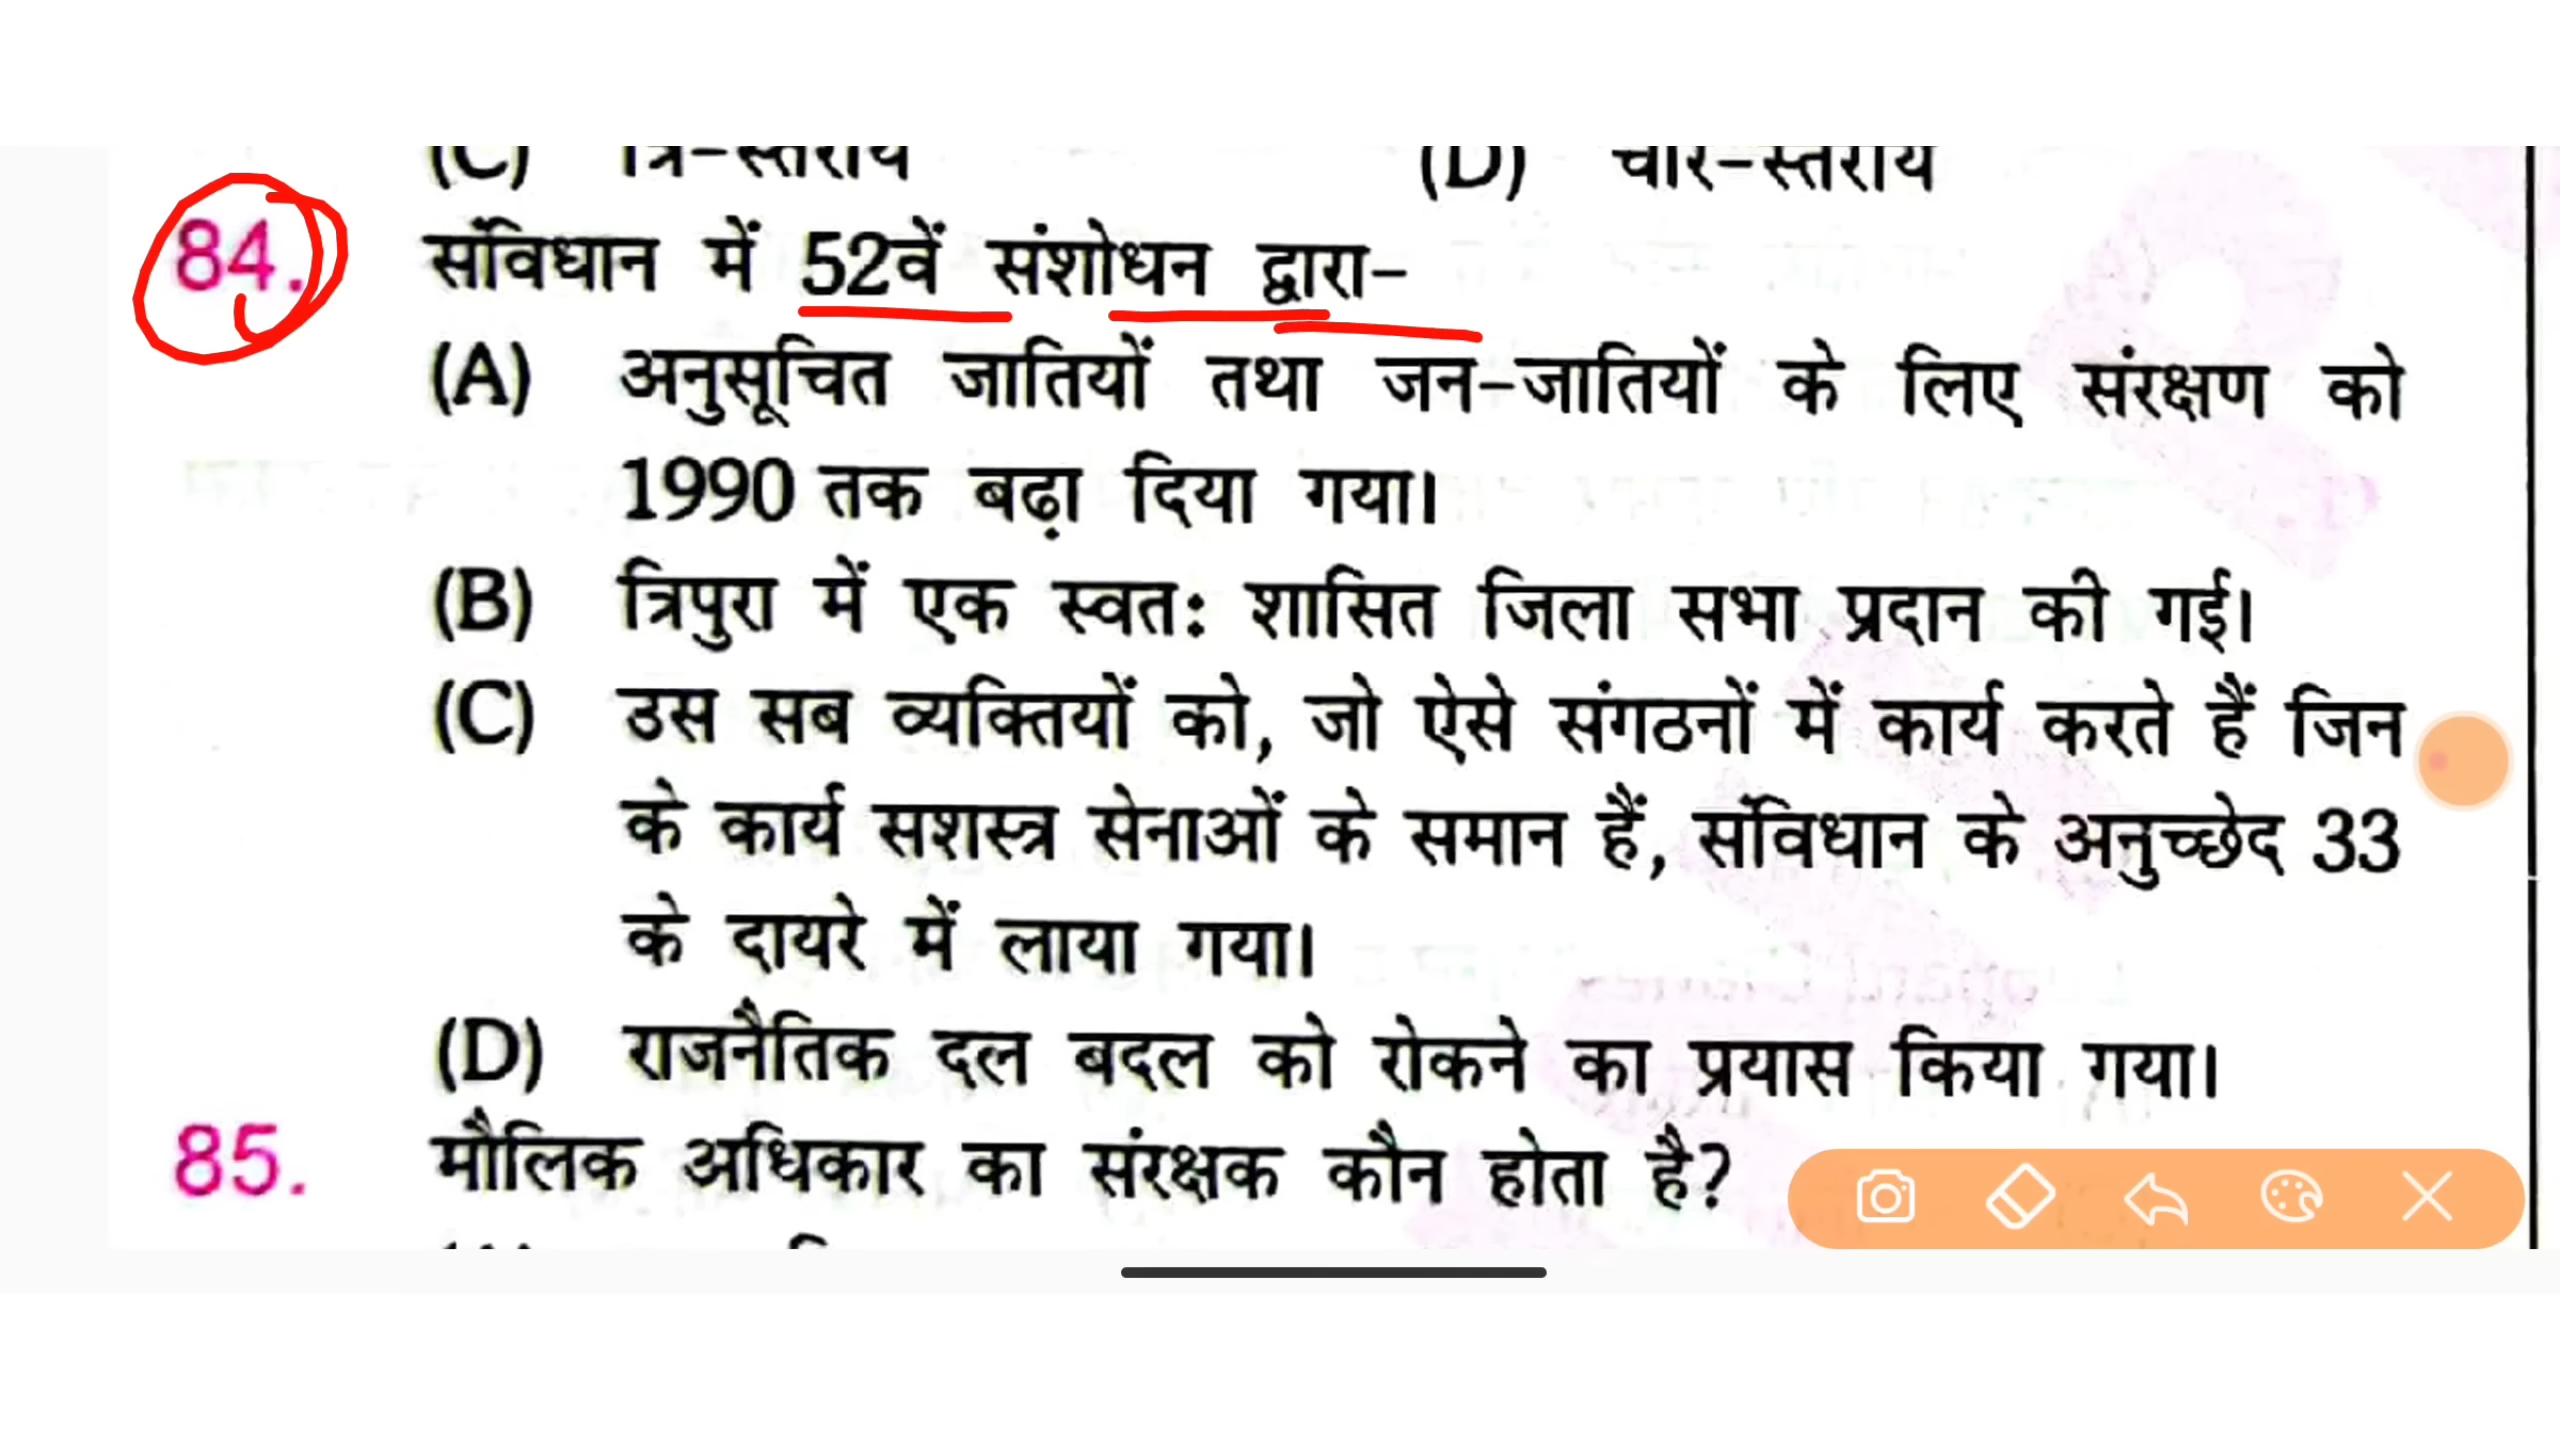 (C) त्रि-स्तरीय (D) चार-स्तरीय
84. संविधान में 52वें संशोधन द्वारा-
(A) अनुसूचित जातियों तथा जन-जातियों के लिए संरक्षण को
1990 तक बढ़ा दिया गया।
(B) त्रिपुरा में एक स्वतः शासित जिला सभा प्रदान की गई।
(C) उस सब व्यक्तियों को, जो ऐसे संगठनों में कार्य करते हैं जिन
के कार्य सशस्त्र सेनाओं के समान हैं, संविधान के अनुच्छेद 33
के दायरे में लाया गया।
(D) राजनैतिक दल बदल को रोकने का प्रयास किया गया।
85. मौलिक अधिकार का संरक्षक कौन होता है?